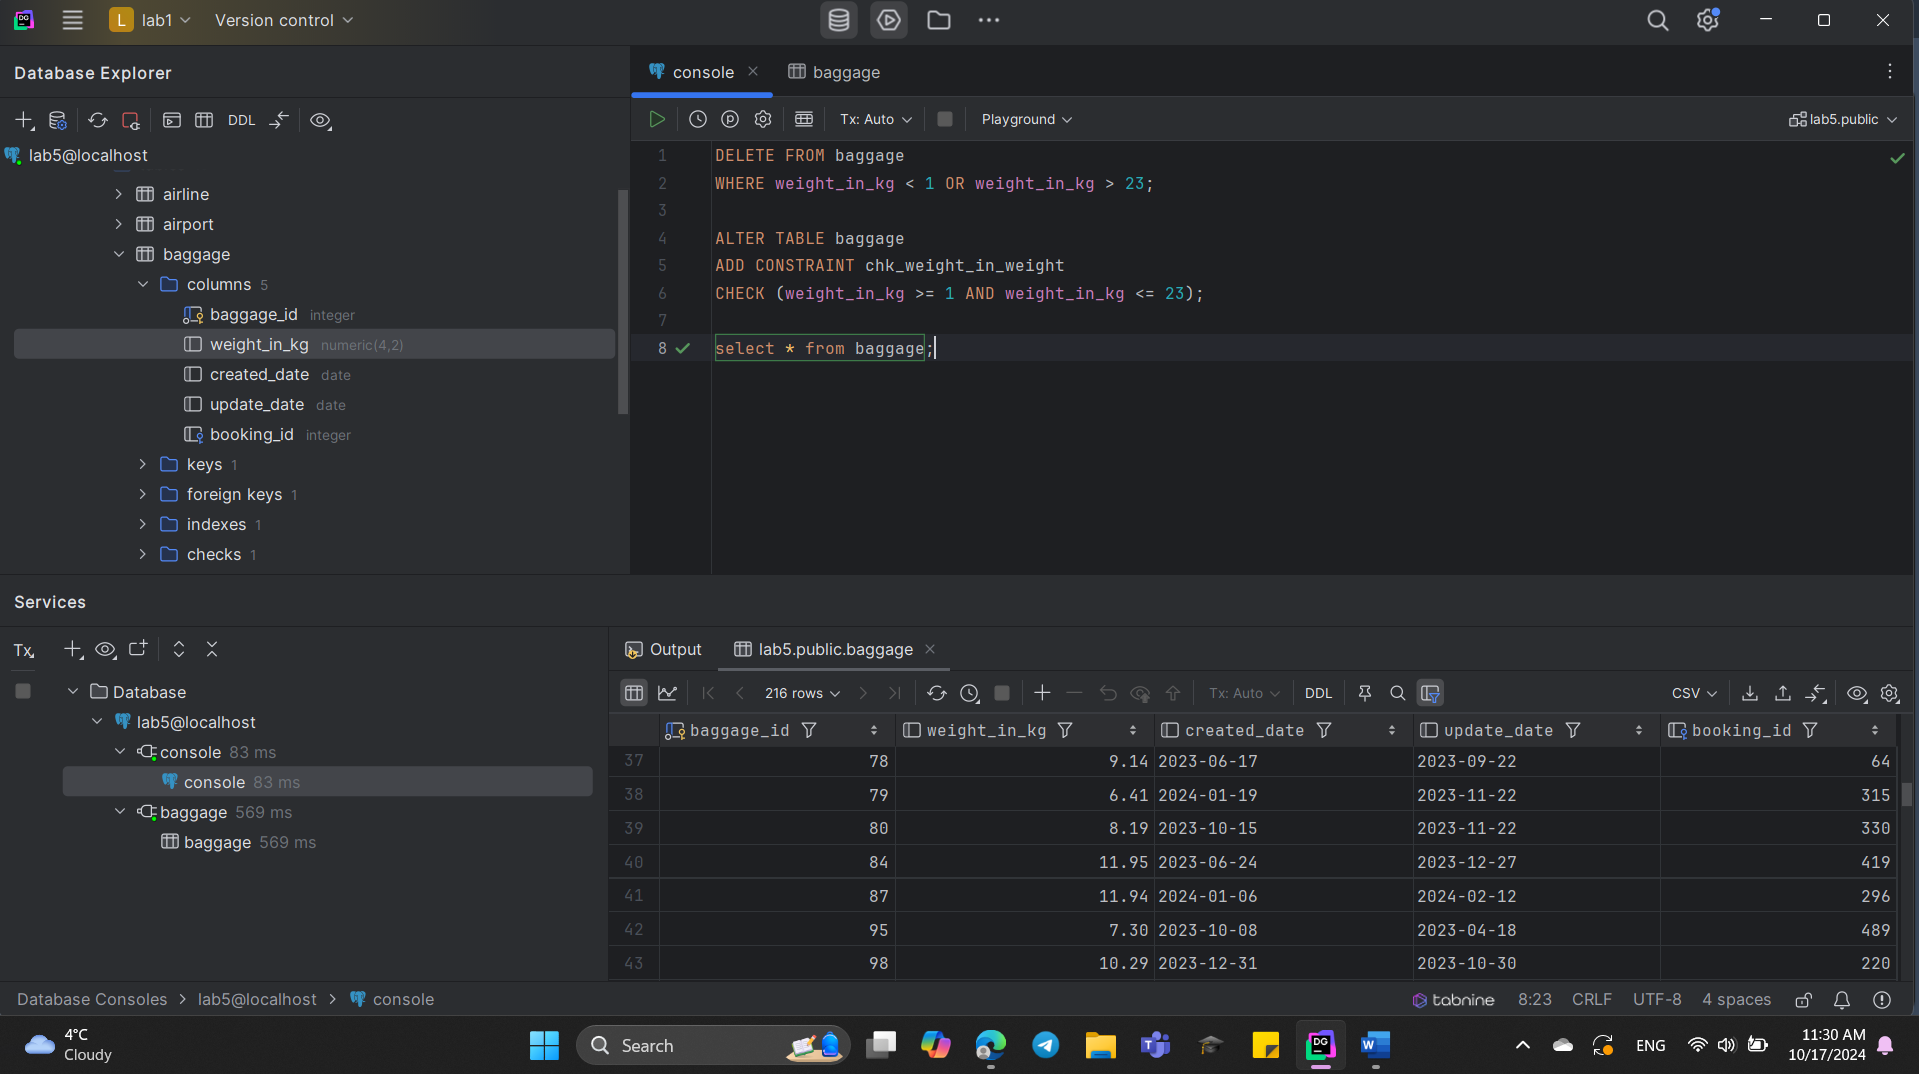 L lab1 Version control
Database Explorer
DDL
lab5@localhost
airline
airport
baggage
columns 5
baggage_id integer
weight_in_kg numeric(4,2)
created_date date
update_date date
booking_id integer
keys 1
foreign keys 1
indexes 1
checks 1
console baggage
Tx: Auto Playground lab5.public
1 DELETE FROM baggage
2 WHERE weight_in_kg < 1 OR weight_in_kg > 23;
3
4 ALTER TABLE baggage
5 ADD CONSTRAINT chk_weight_in_weight
6 CHECK (weight_in_kg >= 1 AND weight_in_kg <= 23);
7
8 select * from baggage;
Services
Tx
Database
lab5@localhost
console 83 ms
console 83 ms
baggage 569 ms
baggage 569 ms
Output lab5.public.baggage
216 rows Tx: Auto DDL CSV
baggage_id weight_in_kg created_date update_date booking_id
37 78 9.14 2023-06-17 2023-09-22 64
38 79 6.41 2024-01-19 2023-11-22 315
39 80 8.19 2023-10-15 2023-11-22 330
40 84 11.95 2023-06-24 2023-12-27 419
41 87 11.94 2024-01-06 2024-02-12 296
42 95 7.30 2023-10-08 2023-04-18 489
43 98 10.29 2023-12-31 2023-10-30 220
Database Consoles lab5@localhost console
tabnine 8:23 CRLF UTF-8 4 spaces
4°C
Cloudy
Search
ENG
11:30 AM
10/17/2024